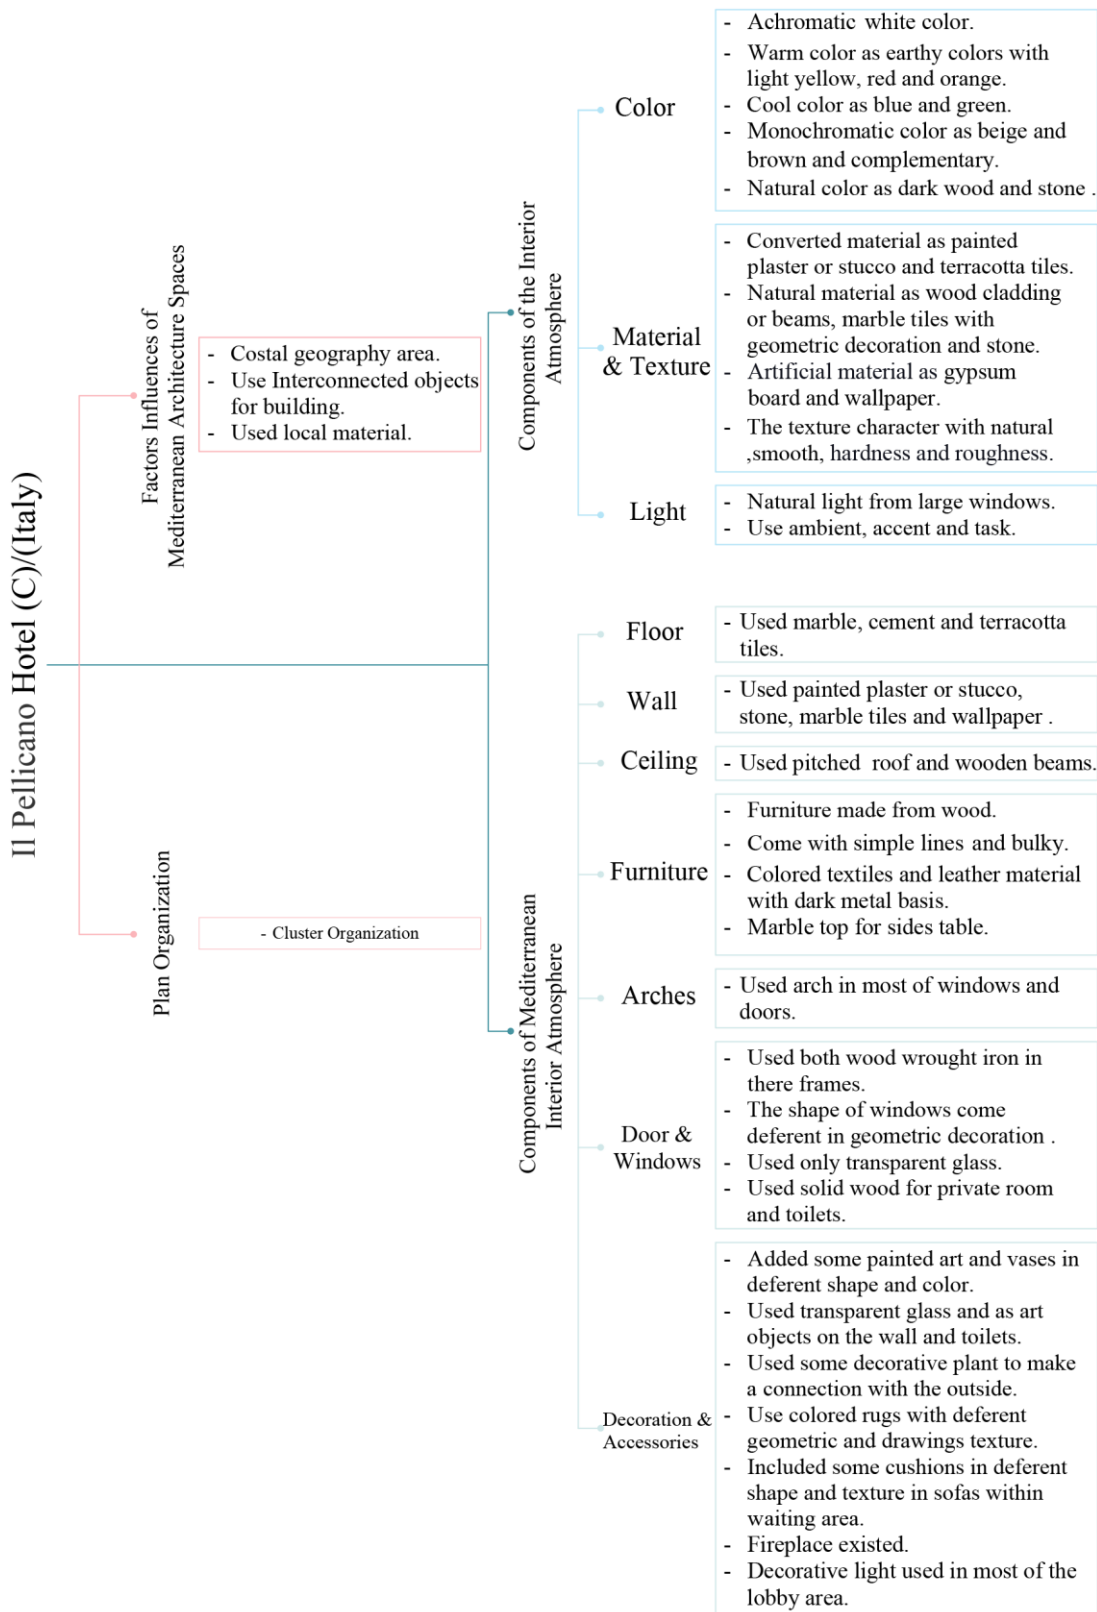 Il Pellicano Hotel (C)/(Italy)
Factors Influences of
Mediterranean Architecture Spaces
- Costal geography area.
- Use Interconnected objects
for building.
- Used local material.
Plan Organization
- Cluster Organization
Components of the Interior
Atmosphere
Color
- Achromatic white color.
- Warm color as earthy colors with
light yellow, red and orange.
- Cool color as blue and green.
- Monochromatic color as beige and
brown and complementary.
- Natural color as dark wood and stone .
Material
& Texture
- Converted material as painted
plaster or stucco and terracotta tiles.
- Natural material as wood cladding
or beams, marble tiles with
geometric decoration and stone.
- Artificial material as gypsum
board and wallpaper.
- The texture character with natural
,smooth, hardness and roughness.
Light
- Natural light from large windows.
- Use ambient, accent and task.
Components of Mediterranean
Interior Atmosphere
Floor
- Used marble, cement and terracotta
tiles.
Wall
- Used painted plaster or stucco,
stone, marble tiles and wallpaper .
Ceiling
- Used pitched roof and wooden beams.
Furniture
- Furniture made from wood.
- Come with simple lines and bulky.
- Colored textiles and leather material
with dark metal basis.
- Marble top for sides table.
Arches
- Used arch in most of windows and
doors.
Door &
Windows
- Used both wood wrought iron in
there frames.
- The shape of windows come
deferent in geometric decoration .
- Used only transparent glass.
- Used solid wood for private room
and toilets.
Decoration &
Accessories
- Added some painted art and vases in
deferent shape and color.
- Used transparent glass and as art
objects on the wall and toilets.
- Used some decorative plant to make
a connection with the outside.
- Use colored rugs with deferent
geometric and drawings texture.
- Included some cushions in deferent
shape and texture in sofas within
waiting area.
- Fireplace existed.
- Decorative light used in most of the
lobby area.